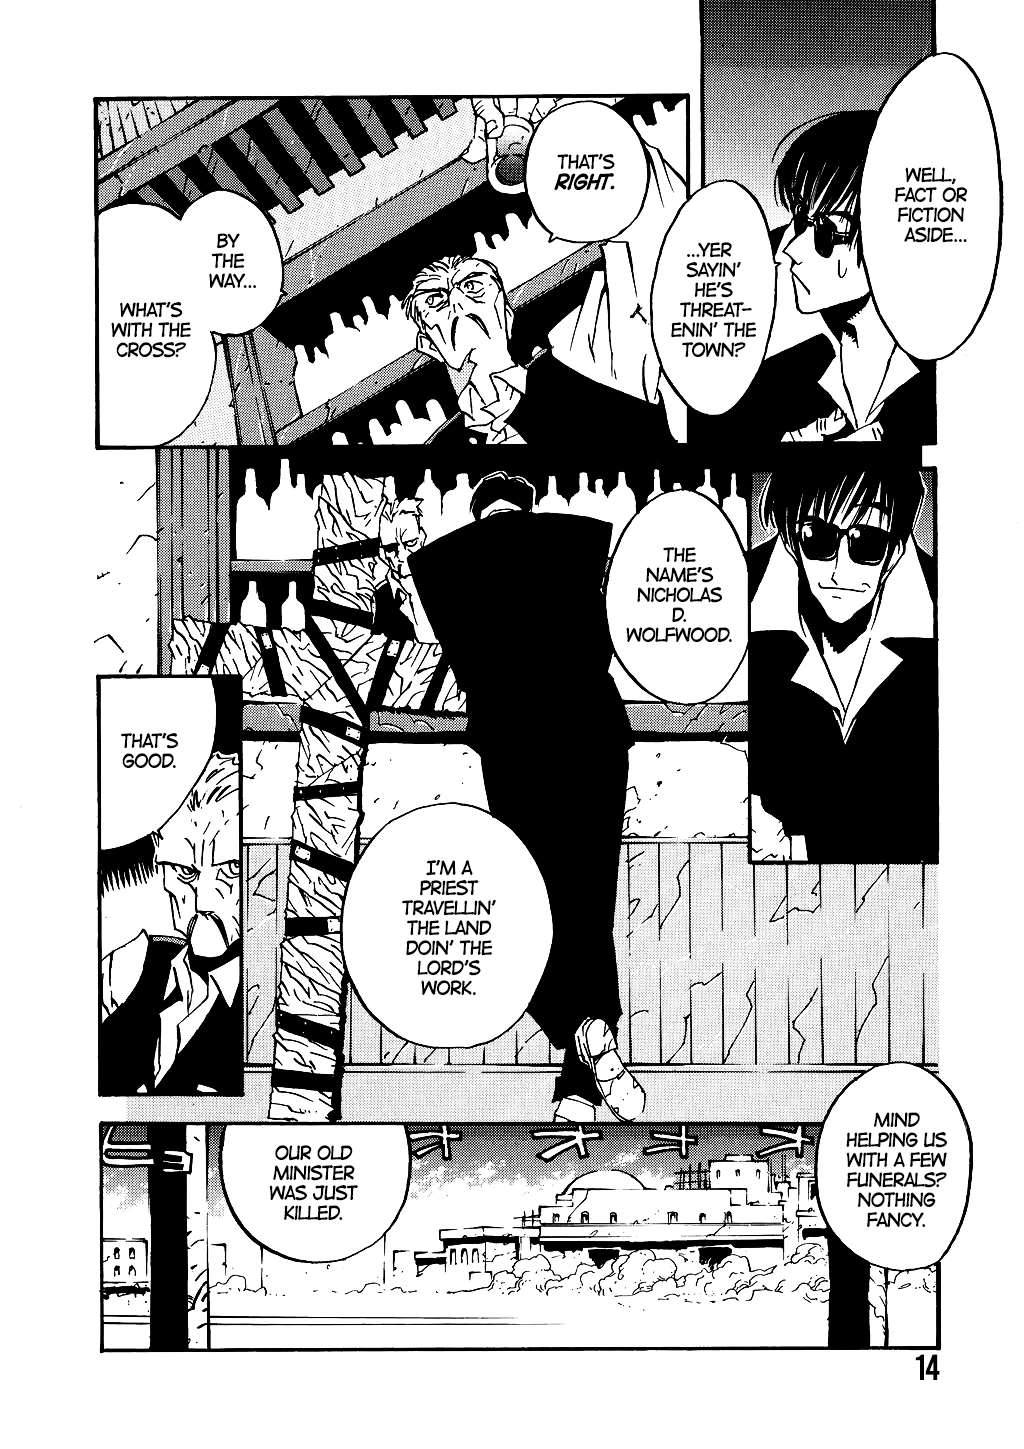 WELL,
FACT OR
FICTION
ASIDE...
...YER
SAYIN'
HE'S
THREAT-
ENIN' THE
TOWN?
THAT'S
RIGHT.
BY
THE
WAY...
WHAT'S
WITH THE
CROSS?
THE
NAME'S
NICHOLAS
D.
WOLFWOOD.
I'M A
PRIEST
TRAVELLIN'
THE LAND
DOIN' THE
LORD'S
WORK.
THAT'S
GOOD.
MIND
HELPING US
WITH A FEW
FUNERALS?
NOTHING
FANCY.
OUR OLD
MINISTER
WAS JUST
KILLED.
14